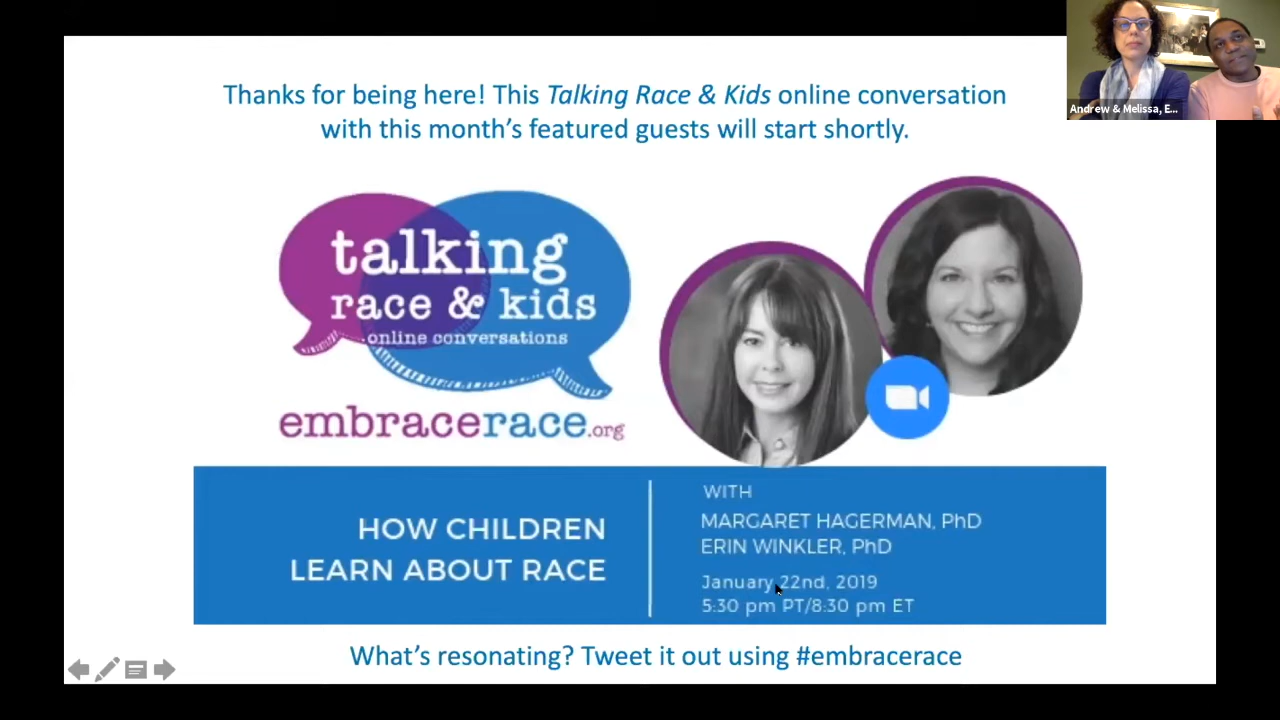 Thanks for being here! This Talking Race & Kids online conversation
with this month's featured guests will start shortly.
Andrew & Melissa, E...
talking
race & kids
online conversations
embracerace.org
HOW CHILDREN
LEARN ABOUT RACE
WITH
MARGARET HAGERMAN, PhD
ERIN WINKLER, PhD
January 22nd, 2019
5:30 pm PT/8:30 pm ET
What's resonating? Tweet it out using #embracerace